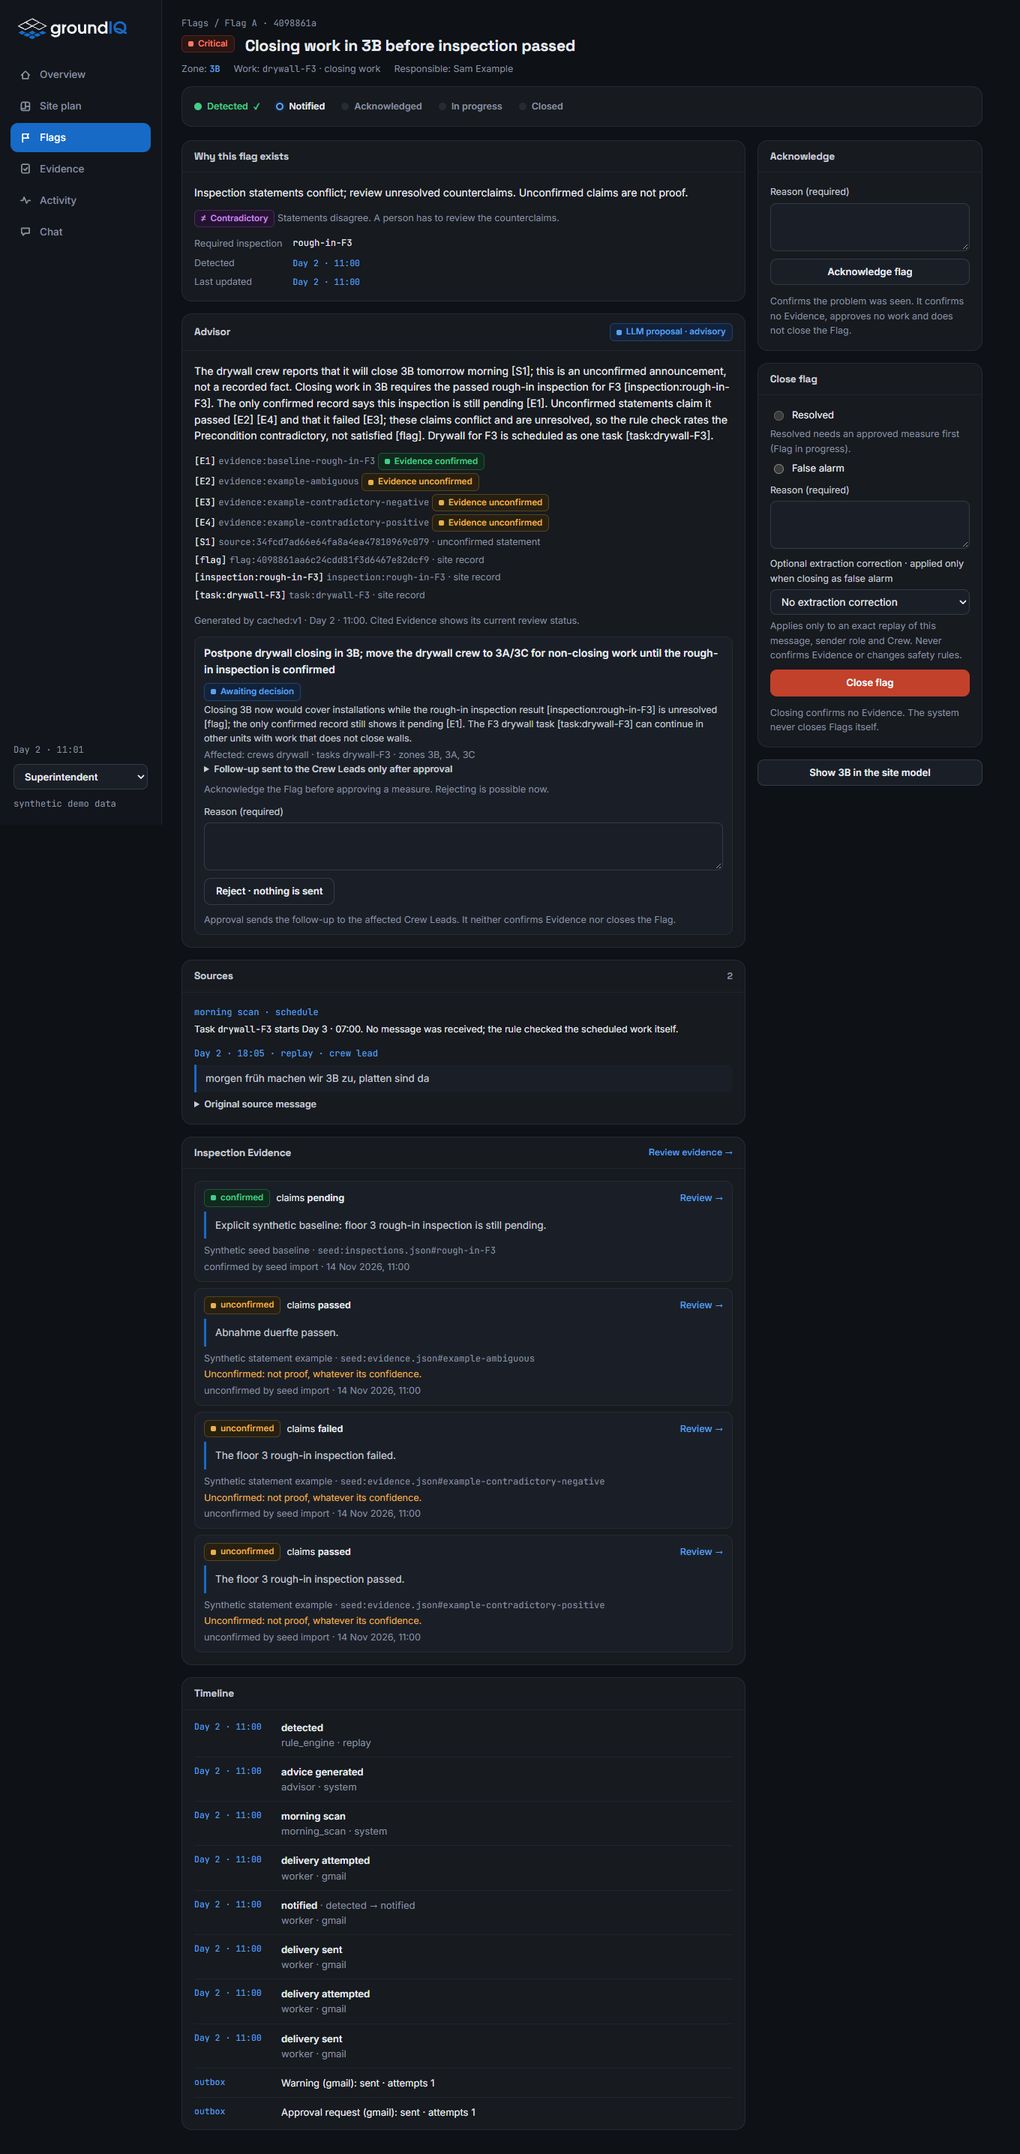 groundIQ
Overview
Site plan
Flags
Evidence
Activity
Chat
Day 2 · 11:01
Superintendent
synthetic demo data
Flags / Flag A · 4098861a
Critical
Closing work in 3B before inspection passed
Zone: 3B Work: drywall-F3 · closing work Responsible: Sam Example
Detected ✓ Notified Acknowledged In progress Closed
Why this flag exists
Inspection statements conflict; review unresolved counterclaims. Unconfirmed claims are not proof.
≠ Contradictory Statements disagree. A person has to review the counterclaims.
Required inspection rough-in-F3
Detected Day 2 · 11:00
Last updated Day 2 · 11:00
Advisor
LLM proposal · advisory
The drywall crew reports that it will close 3B tomorrow morning [S1]; this is an unconfirmed announcement,
not a recorded fact. Closing work in 3B requires the passed rough-in inspection for F3 [inspection:rough-in-
F3]. The only confirmed record says this inspection is still pending [E1]. Unconfirmed statements claim it
passed [E2] [E4] and that it failed [E3]; these claims conflict and are unresolved, so the rule check rates the
Precondition contradictory, not satisfied [flag]. Drywall for F3 is scheduled as one task [task:drywall-F3].
[E1] evidence:baseline-rough-in-F3 Evidence confirmed
[E2] evidence:example-ambiguous Evidence unconfirmed
[E3] evidence:example-contradictory-negative Evidence unconfirmed
[E4] evidence:example-contradictory-positive Evidence unconfirmed
[S1] source:34fcd7ad66e64fa8a4ea47810969c079 · unconfirmed statement
[flag] flag:4098861aa6c24cdd81f3d6467e82dcf9 · site record
[inspection:rough-in-F3] inspection:rough-in-F3 · site record
[task:drywall-F3] task:drywall-F3 · site record
Generated by cached:v1 · Day 2 · 11:00. Cited Evidence shows its current review status.
Postpone drywall closing in 3B; move the drywall crew to 3A/3C for non-closing work until the rough-
in inspection is confirmed
Awaiting decision
Closing 3B now would cover installations while the rough-in inspection result [inspection:rough-in-F3] is unresolved
[flag]; the only confirmed record still shows it pending [E1]. The F3 drywall task [task:drywall-F3] can continue in
other units with work that does not close walls.
Affected: crews drywall · tasks drywall-F3 · zones 3B, 3A, 3C
▶ Follow-up sent to the Crew Leads only after approval
Acknowledge the Flag before approving a measure. Rejecting is possible now.
Reason (required)
Reject · nothing is sent
Approval sends the follow-up to the affected Crew Leads. It neither confirms Evidence nor closes the Flag.
Sources 2
morning scan · schedule
Task drywall-F3 starts Day 3 · 07:00. No message was received; the rule checked the scheduled work itself.
Day 2 · 18:05 · replay · crew lead
morgen früh machen wir 3B zu, platten sind da
▶ Original source message
Inspection Evidence Review evidence →
confirmed claims pending Review →
Explicit synthetic baseline: floor 3 rough-in inspection is still pending.
Synthetic seed baseline · seed:inspections.json#rough-in-F3
confirmed by seed import · 14 Nov 2026, 11:00
unconfirmed claims passed Review →
Abnahme duerfte passen.
Synthetic statement example · seed:evidence.json#example-ambiguous
Unconfirmed: not proof, whatever its confidence.
unconfirmed by seed import · 14 Nov 2026, 11:00
unconfirmed claims failed Review →
The floor 3 rough-in inspection failed.
Synthetic statement example · seed:evidence.json#example-contradictory-negative
Unconfirmed: not proof, whatever its confidence.
unconfirmed by seed import · 14 Nov 2026, 11:00
unconfirmed claims passed Review →
The floor 3 rough-in inspection passed.
Synthetic statement example · seed:evidence.json#example-contradictory-positive
Unconfirmed: not proof, whatever its confidence.
unconfirmed by seed import · 14 Nov 2026, 11:00
Timeline
Day 2 · 11:00 detected
rule_engine · replay
Day 2 · 11:00 advice generated
advisor · system
Day 2 · 11:00 morning scan
morning_scan · system
Day 2 · 11:00 delivery attempted
worker · gmail
Day 2 · 11:00 notified · detected → notified
worker · gmail
Day 2 · 11:00 delivery sent
worker · gmail
Day 2 · 11:00 delivery attempted
worker · gmail
Day 2 · 11:00 delivery sent
worker · gmail
outbox Warning (gmail): sent · attempts 1
outbox Approval request (gmail): sent · attempts 1
Acknowledge
Reason (required)
Acknowledge flag
Confirms the problem was seen. It confirms
no Evidence, approves no work and does
not close the Flag.
Close flag
Resolved
Resolved needs an approved measure first
(Flag in progress).
False alarm
Reason (required)
Optional extraction correction · applied only
when closing as false alarm
No extraction correction
Applies only to an exact replay of this
message, sender role and Crew. Never
confirms Evidence or changes safety rules.
Close flag
Closing confirms no Evidence. The system
never closes Flags itself.
Show 3B in the site model